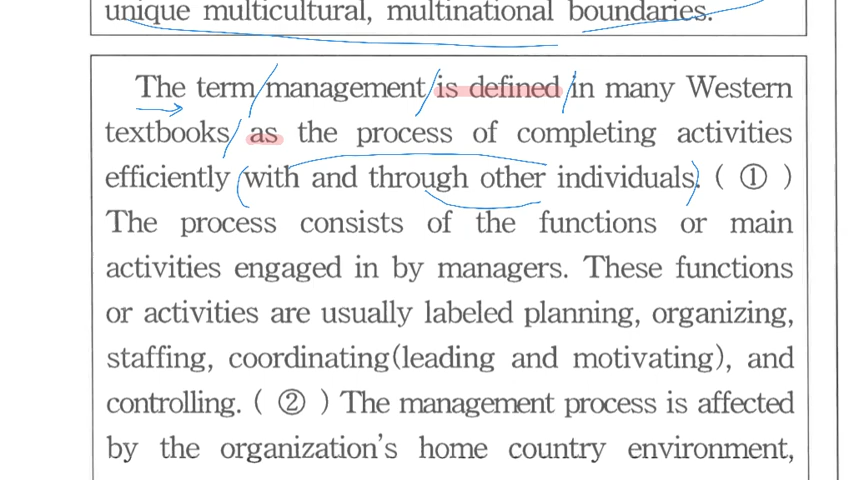 unique multicultural, multinational boundaries.
The term management is defined in many Western
textbooks as the process of completing activities
efficiently with and through other individuals. ( ① )
The process consists of the functions or main
activities engaged in by managers. These functions
or activities are usually labeled planning, organizing,
staffing, coordinating(leading and motivating), and
controlling. ( ② ) The management process is affected
by the organization's home country environment,